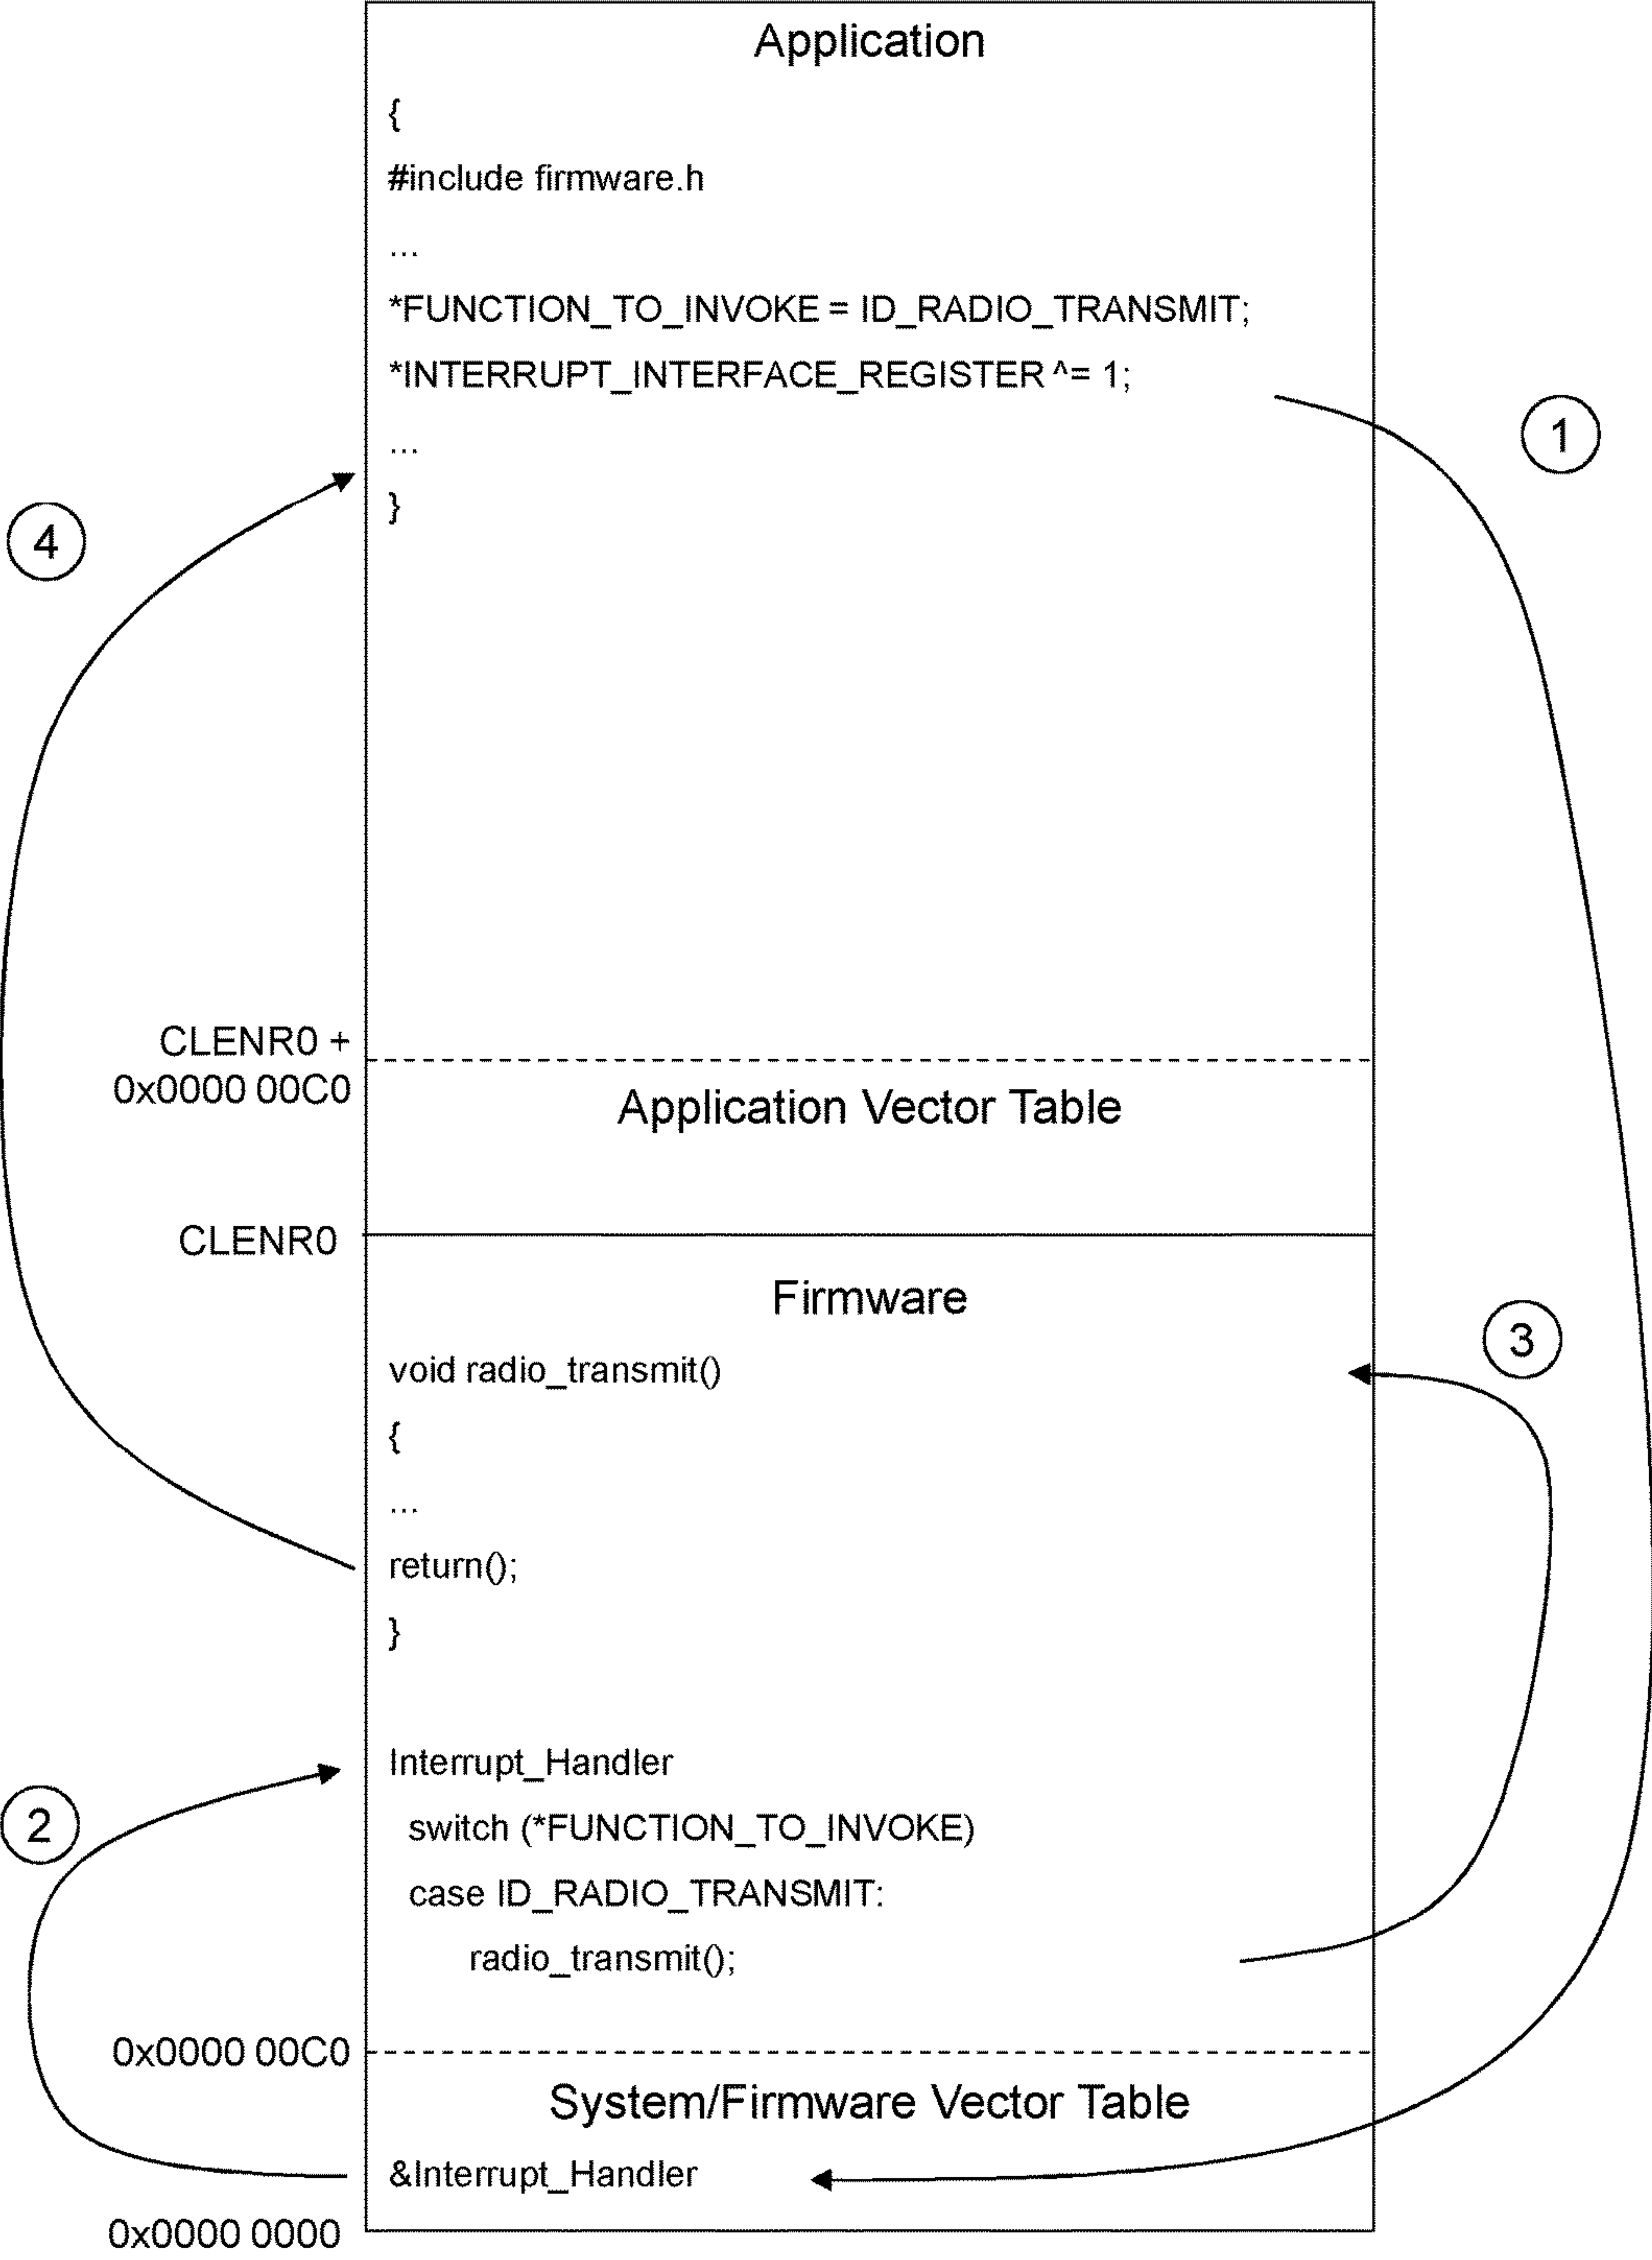 Application
{
#include firmware.h
...
*FUNCTION_TO_INVOKE = ID_RADIO_TRANSMIT;
*INTERRUPT_INTERFACE_REGISTER ^= 1;
1
...
}
4
CLENR0 +
0x0000 00C0
Application Vector Table
CLENR0
Firmware
3
void radio_transmit()
{
...
return();
}
Interrupt_Handler
2
switch (*FUNCTION_TO_INVOKE)
case ID_RADIO_TRANSMIT:
radio_transmit();
0x0000 00C0
System/Firmware Vector Table
&Interrupt_Handler
0x0000 0000